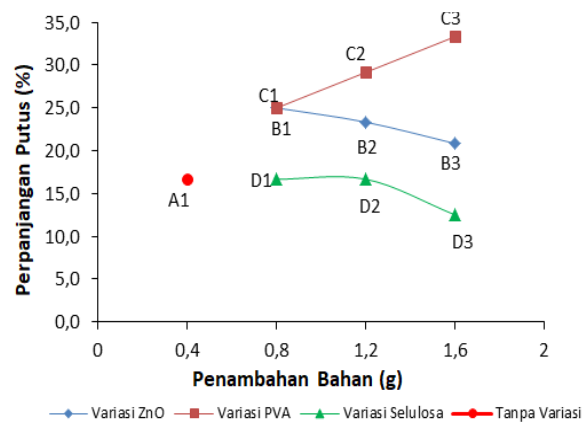 35,0
30,0
25,0
20,0
15,0
10,0
5,0
0,0
Perpanjangan Putus (%)
C3
C2
C1
B1
B2
B3
D1
D2
D3
A1
0
0,4
0,8
1,2
1,6
2
Penambahan Bahan (g)
Variasi ZnO
Variasi PVA
Variasi Selulosa
Tanpa Variasi